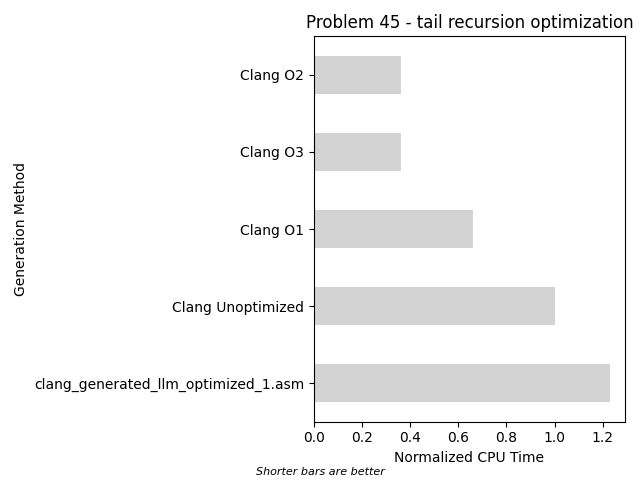 Problem 45 - tail recursion optimization
Generation Method
Clang O2
Clang O3
Clang O1
Clang Unoptimized
clang_generated_llm_optimized_1.asm
0.0 0.2 0.4 0.6 0.8 1.0 1.2
Normalized CPU Time
Shorter bars are better